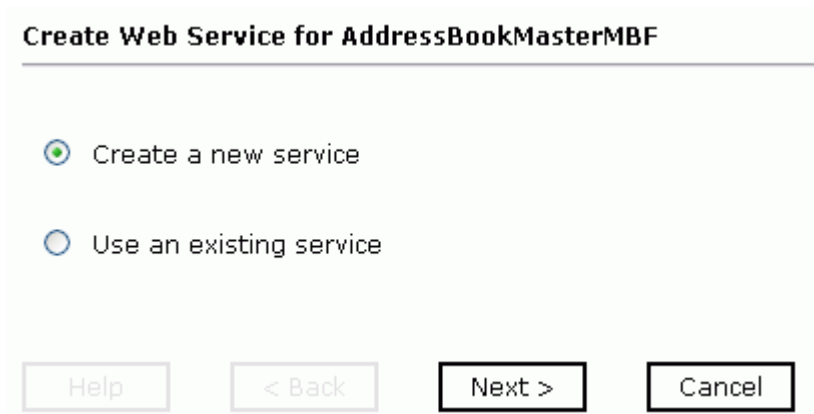 Create Web Service for AddressBookMasterMBF
Create a new service
Use an existing service
Help < Back Next > Cancel